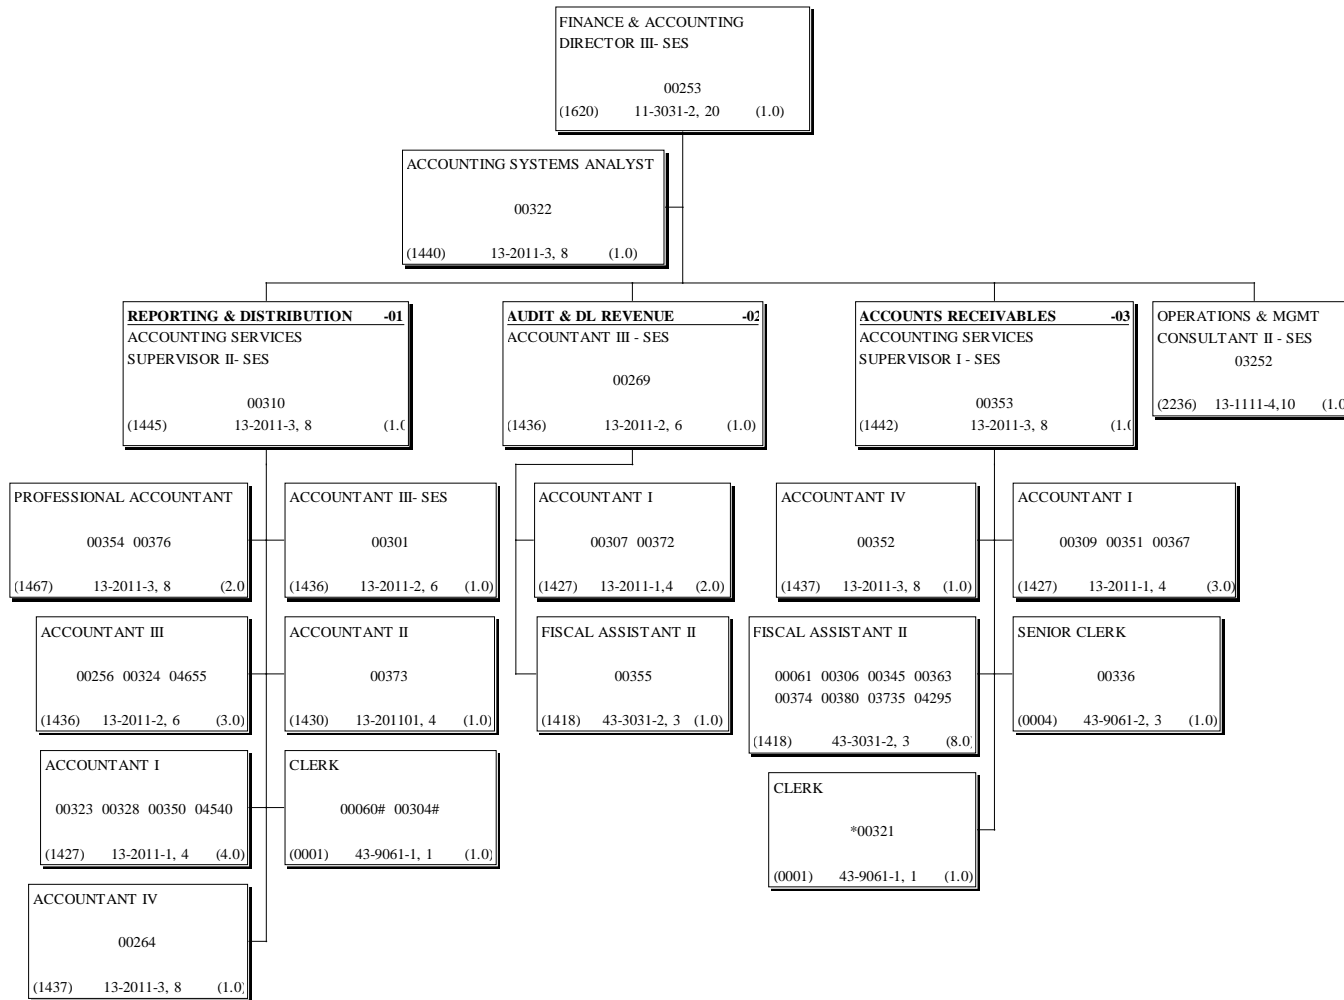 FINANCE & ACCOUNTING
DIRECTOR III- SES
00253
(1620) 11-3031-2, 20 (1.0)
ACCOUNTING SYSTEMS ANALYST
00322
(1440) 13-2011-3, 8 (1.0)
REPORTING & DISTRIBUTION -01
ACCOUNTING SERVICES
SUPERVISOR II- SES
00310
(1445) 13-2011-3, 8 (1.0
AUDIT & DL REVENUE -02
ACCOUNTANT III - SES
00269
(1436) 13-2011-2, 6 (1.0)
ACCOUNTS RECEIVABLES -03
ACCOUNTING SERVICES
SUPERVISOR I - SES
00353
(1442) 13-2011-3, 8 (1.0
OPERATIONS & MGMT
CONSULTANT II - SES
03252
(2236) 13-1111-4,10 (1.0
PROFESSIONAL ACCOUNTANT
00354 00376
(1467) 13-2011-3, 8 (2.0
ACCOUNTANT III- SES
00301
(1436) 13-2011-2, 6 (1.0)
ACCOUNTANT III
00256 00324 04655
(1436) 13-2011-2, 6 (3.0)
ACCOUNTANT II
00373
(1430) 13-201101, 4 (1.0)
ACCOUNTANT I
00323 00328 00350 04540
(1427) 13-2011-1, 4 (4.0)
CLERK
00060# 00304#
(0001) 43-9061-1, 1 (1.0)
ACCOUNTANT IV
00264
(1437) 13-2011-3, 8 (1.0)
ACCOUNTANT I
00307 00372
(1427) 13-2011-1,4 (2.0)
FISCAL ASSISTANT II
00355
(1418) 43-3031-2, 3 (1.0)
ACCOUNTANT IV
00352
(1437) 13-2011-3, 8 (1.0)
ACCOUNTANT I
00309 00351 00367
(1427) 13-2011-1, 4 (3.0)
FISCAL ASSISTANT II
00061 00306 00345 00363
00374 00380 03735 04295
(1418) 43-3031-2, 3 (8.0)
SENIOR CLERK
00336
(0004) 43-9061-2, 3 (1.0)
CLERK
*00321
(0001) 43-9061-1, 1 (1.0)